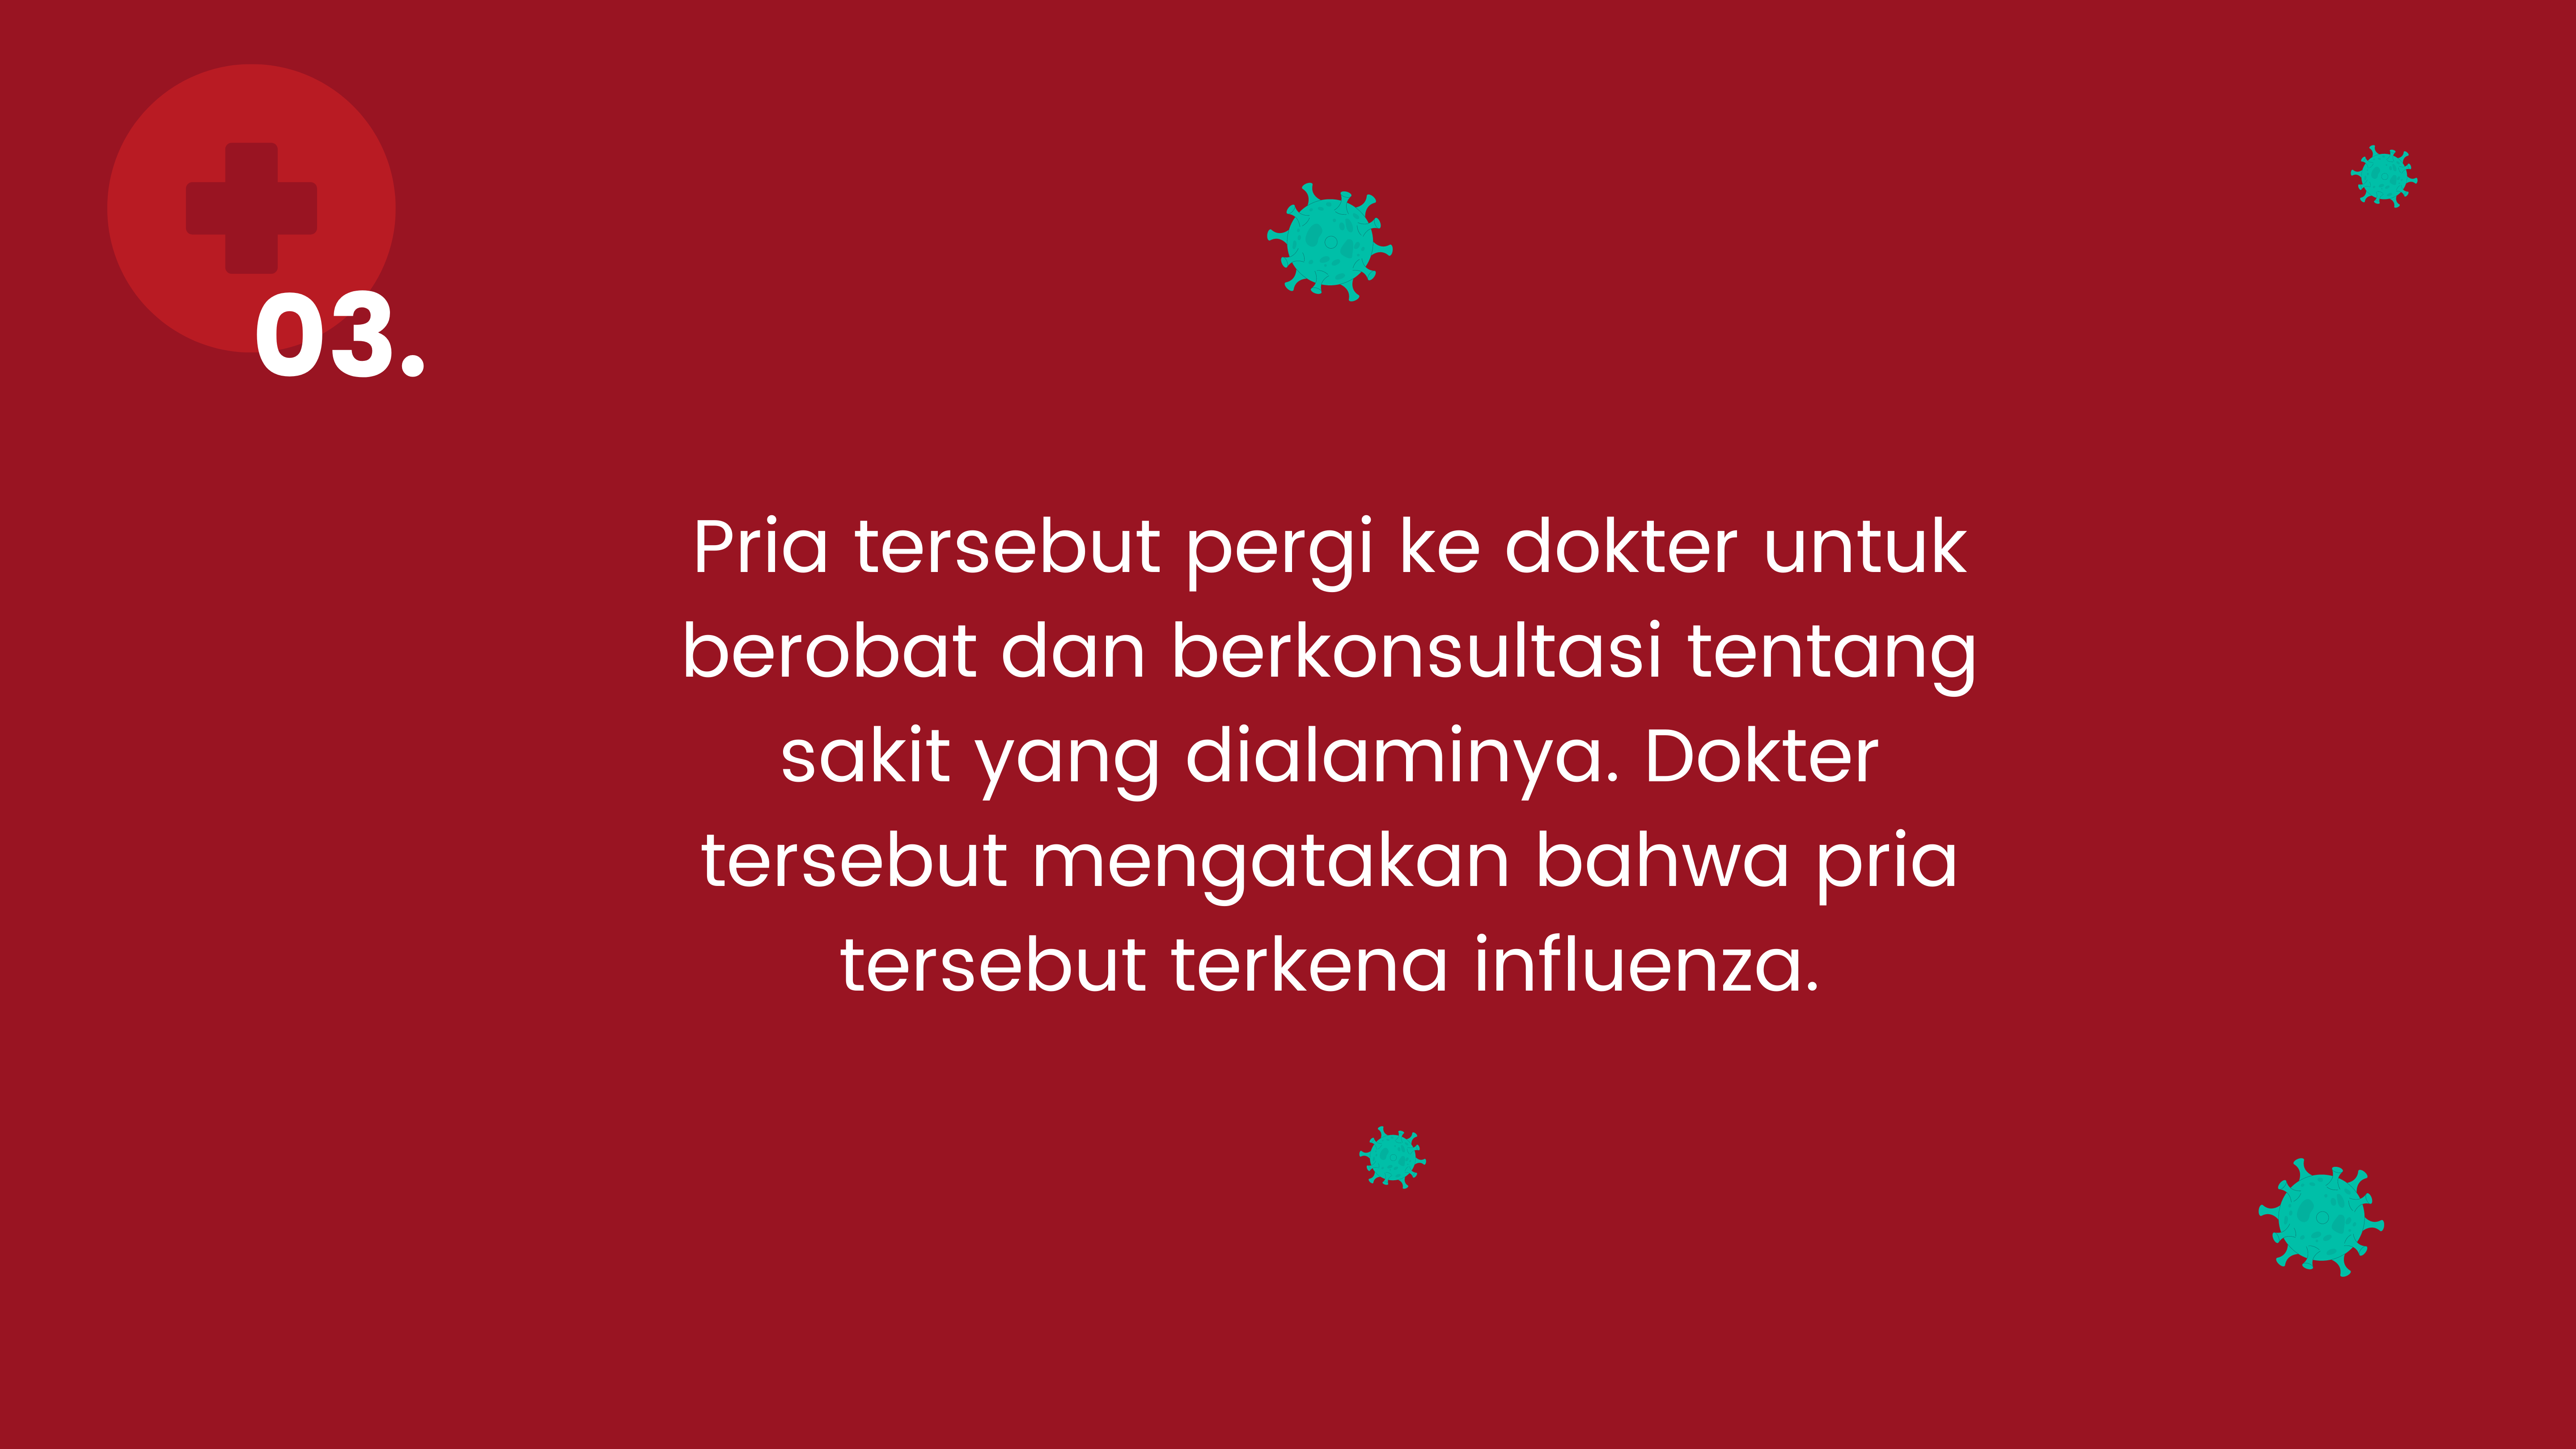 03.
Pria tersebut pergi ke dokter untuk
berobat dan berkonsultasi tentang
sakit yang dialaminya. Dokter
tersebut mengatakan bahwa pria
tersebut terkena influenza.